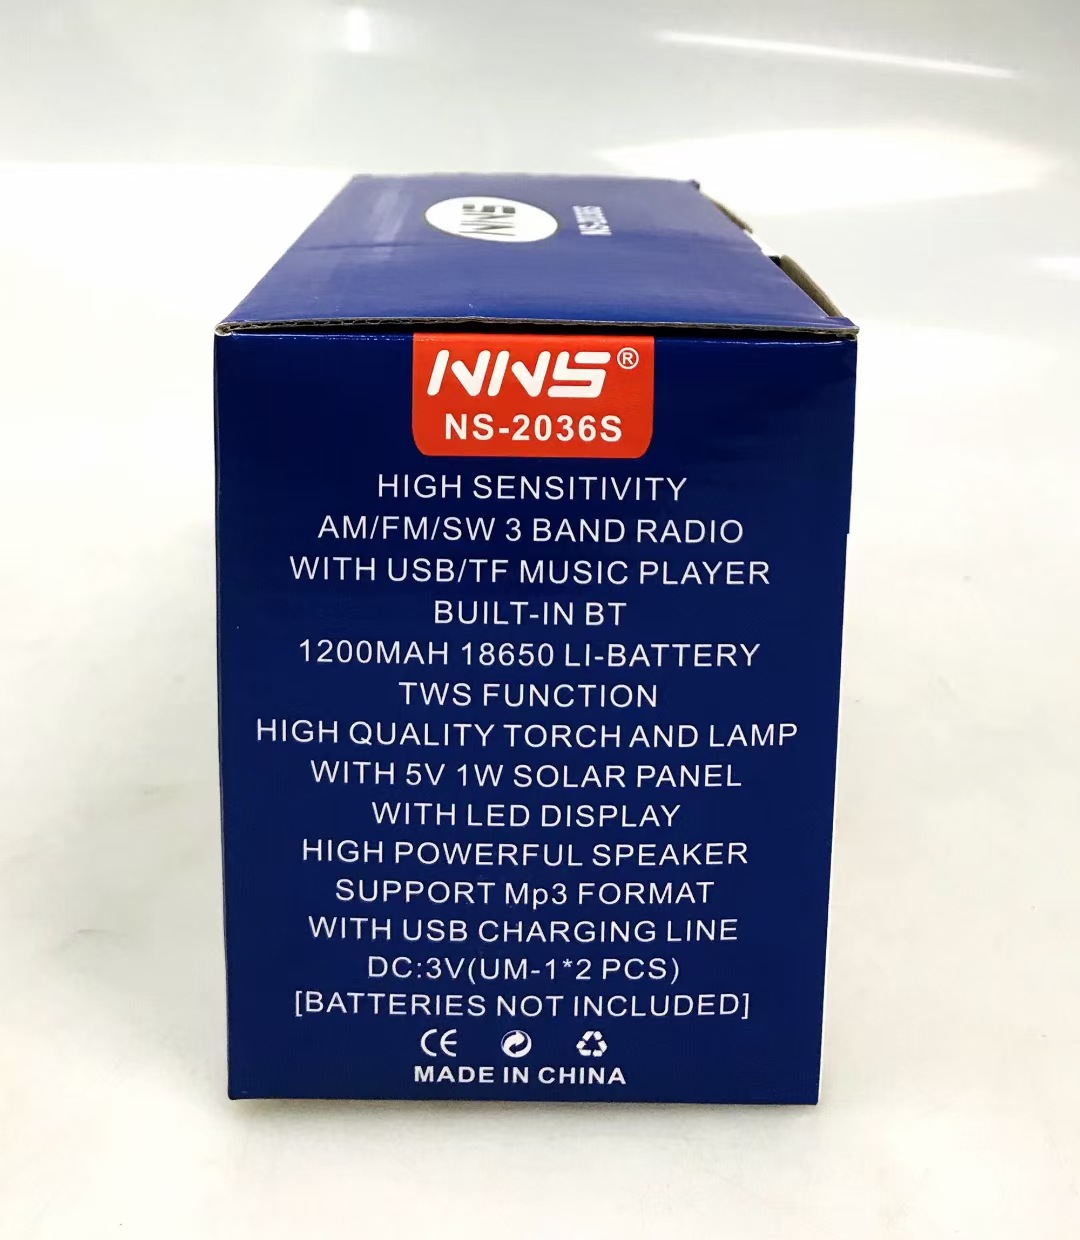 NNS
NS-2036S
NNS®
NS-2036S
HIGH SENSITIVITY
AM/FM/SW 3 BAND RADIO
WITH USB/TF MUSIC PLAYER
BUILT-IN BT
1200MAH 18650 LI-BATTERY
TWS FUNCTION
HIGH QUALITY TORCH AND LAMP
WITH 5V 1W SOLAR PANEL
WITH LED DISPLAY
HIGH POWERFUL SPEAKER
SUPPORT Mp3 FORMAT
WITH USB CHARGING LINE
DC:3V(UM-1*2 PCS)
[BATTERIES NOT INCLUDED]
CE
MADE IN CHINA